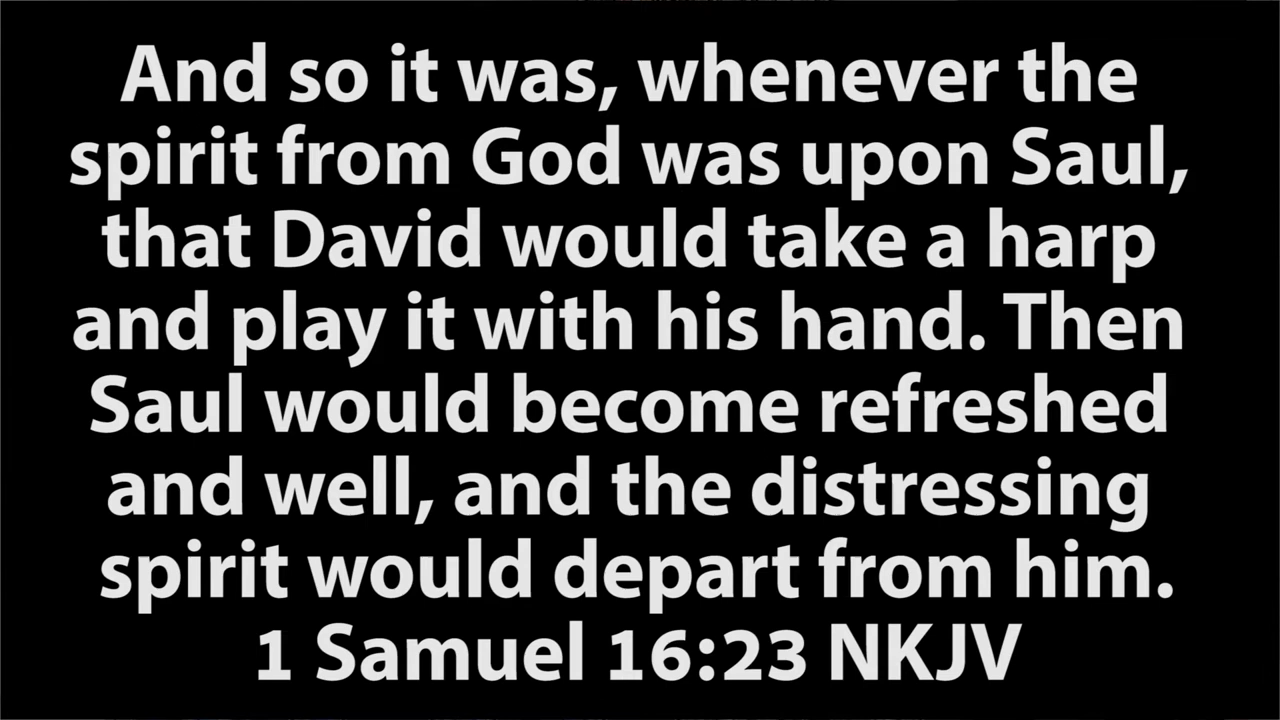 And so it was, whenever the
spirit from God was upon Saul,
that David would take a harp
and play it with his hand. Then
Saul would become refreshed
and well, and the distressing
spirit would depart from him.
1 Samuel 16:23 NKJV